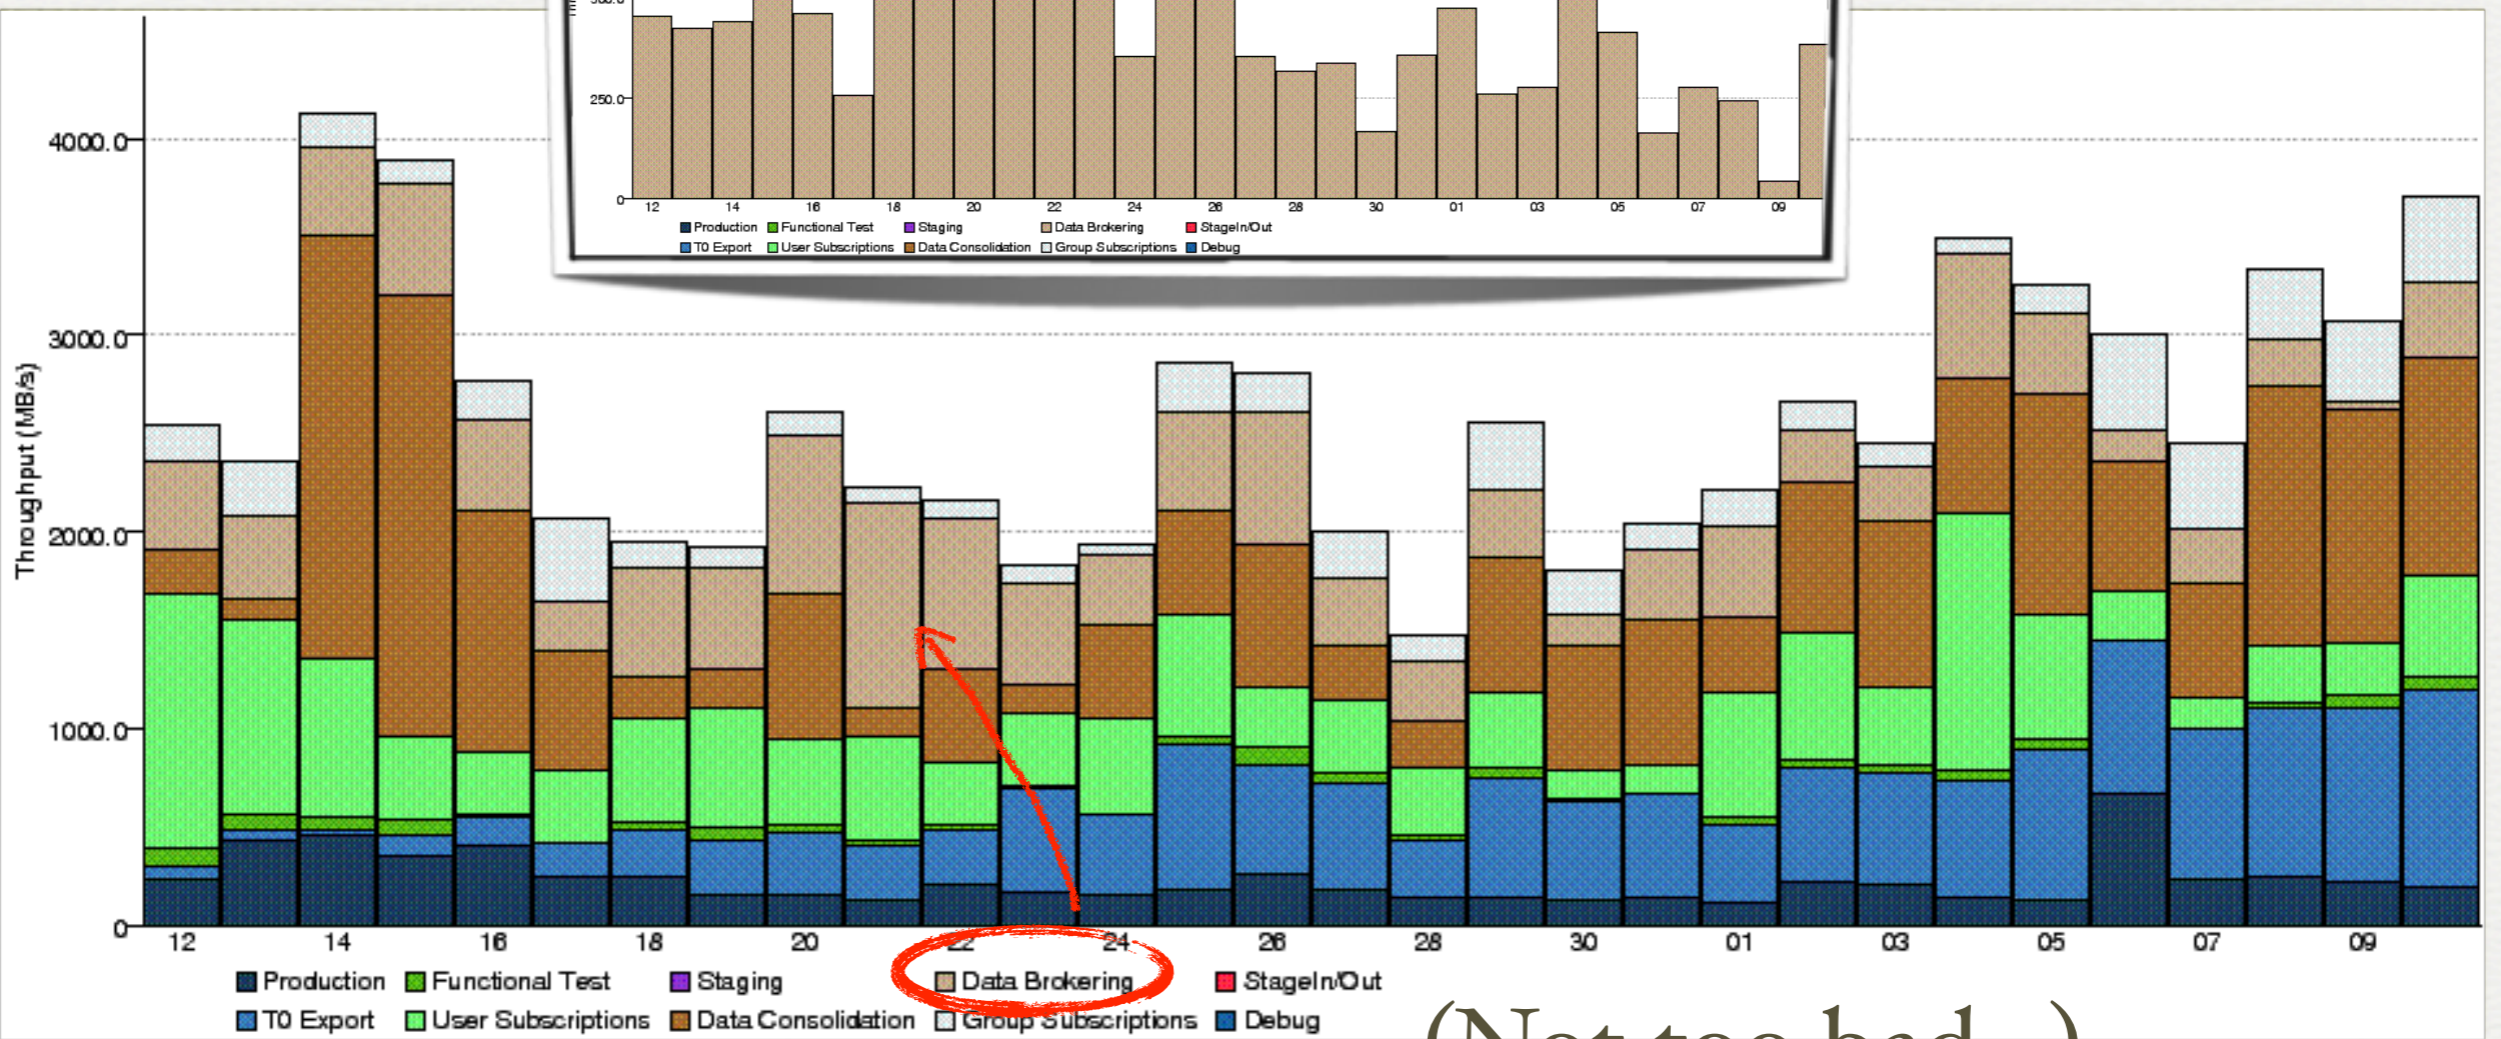 250.0
0
12 14 16 18 20 22 24 26 28 30 01 03 05 07 09
Production Functional Test Staging Data Brokering StageIn/Out
T0 Export User Subscriptions Data Consolidation Group Subscriptions Debug
Throughput (MB/s)
4000.0
3000.0
2000.0
1000.0
0
12 14 16 18 20 22 24 26 28 30 01 03 05 07 09
Production Functional Test Staging Data Brokering StageIn/Out
T0 Export User Subscriptions Data Consolidation Group Subscriptions Debug
(Not too bad